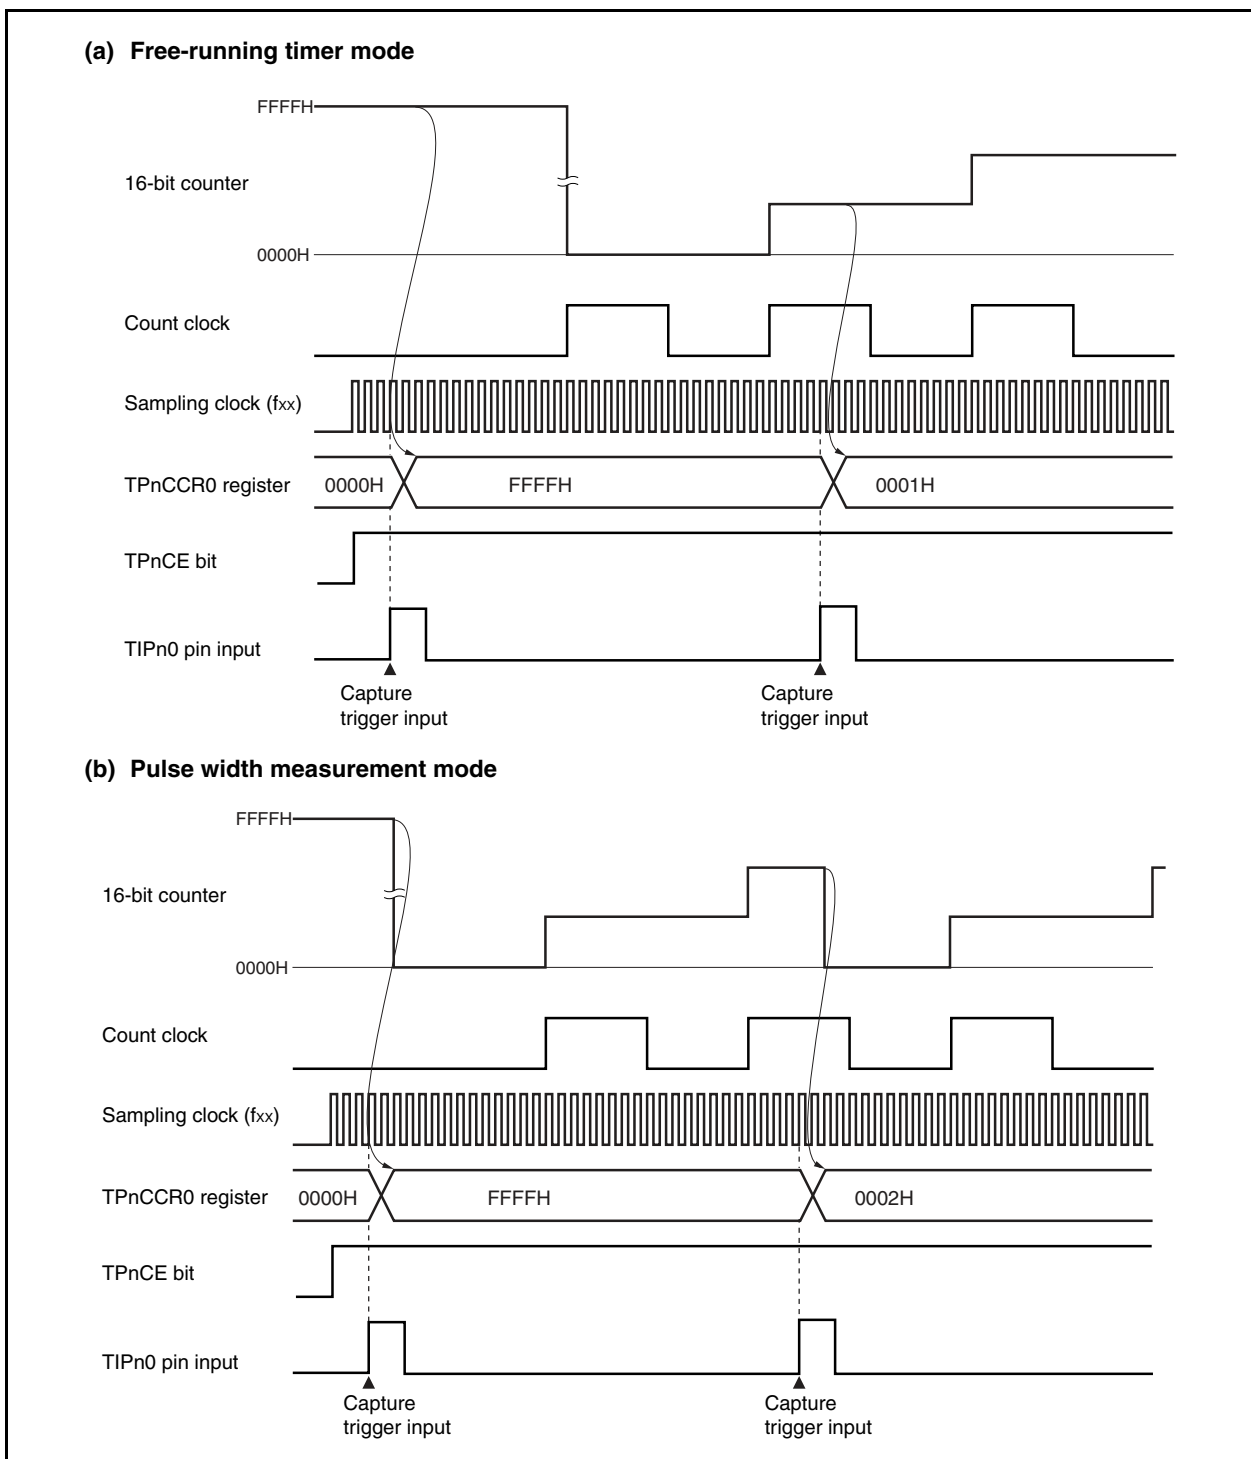 (a) Free-running timer mode
FFFFH
16-bit counter
0000H
Count clock
Sampling clock (fxx)
TPnCCR0 register
0000H
FFFFH
0001H
TPnCE bit
TIPn0 pin input
Capture
trigger input
Capture
trigger input
(b) Pulse width measurement mode
FFFFH
16-bit counter
0000H
Count clock
Sampling clock (fxx)
TPnCCR0 register
0000H
FFFFH
0002H
TPnCE bit
TIPn0 pin input
Capture
trigger input
Capture
trigger input